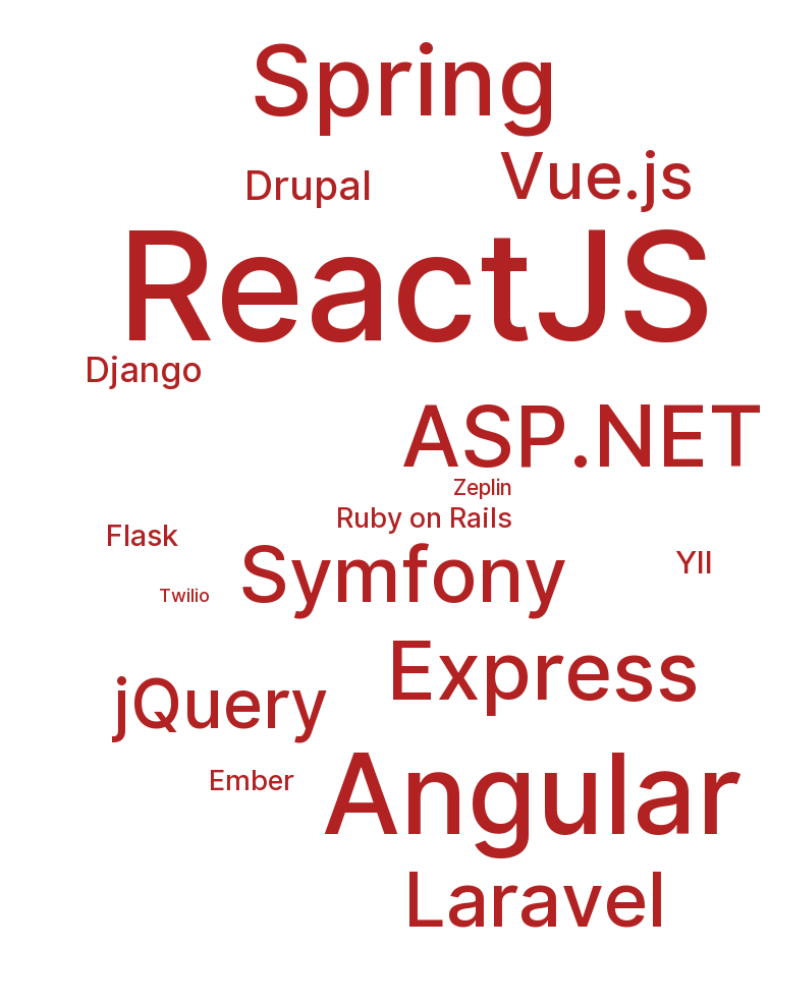 Spring
Vue.js
Drupal
ReactJS
Django
ASP.NET
Zeplin
Ruby on Rails
Flask
YII
Symfony
Twilio
Express
jQuery
Ember
Angular
Laravel